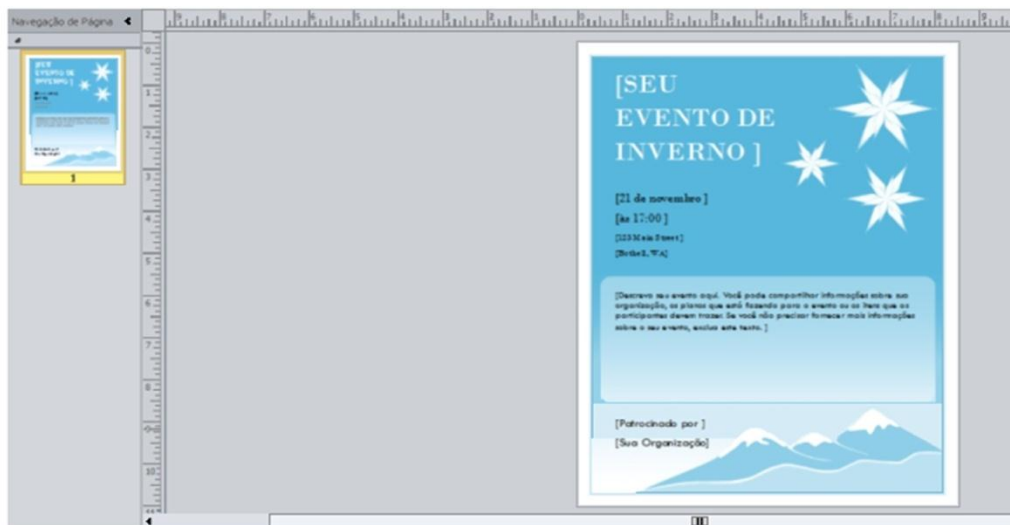 Navegação de Página
1
[SEU
EVENTO DE
INVERNO ]
[21 de novembro ]
[às 17:00 ]
[123 Main Street ]
[Bothell, WA]
[Descreva seu evento aqui. Você pode compartilhar informações sobre sua
organização, os planos que está fazendo para o evento ou os itens que os
participantes devem trazer. Se você não precisar fornecer mais informações
sobre o seu evento, exclua este texto. ]
[Patrocinado por ]
[Sua Organização]